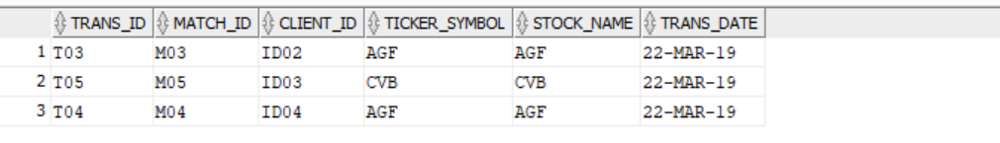 TRANS_ID MATCH_ID CLIENT_ID TICKER_SYMBOL STOCK_NAME TRANS_DATE
1 T03 M03 ID02 AGF AGF 22-MAR-19
2 T05 M05 ID03 CVB CVB 22-MAR-19
3 T04 M04 ID04 AGF AGF 22-MAR-19